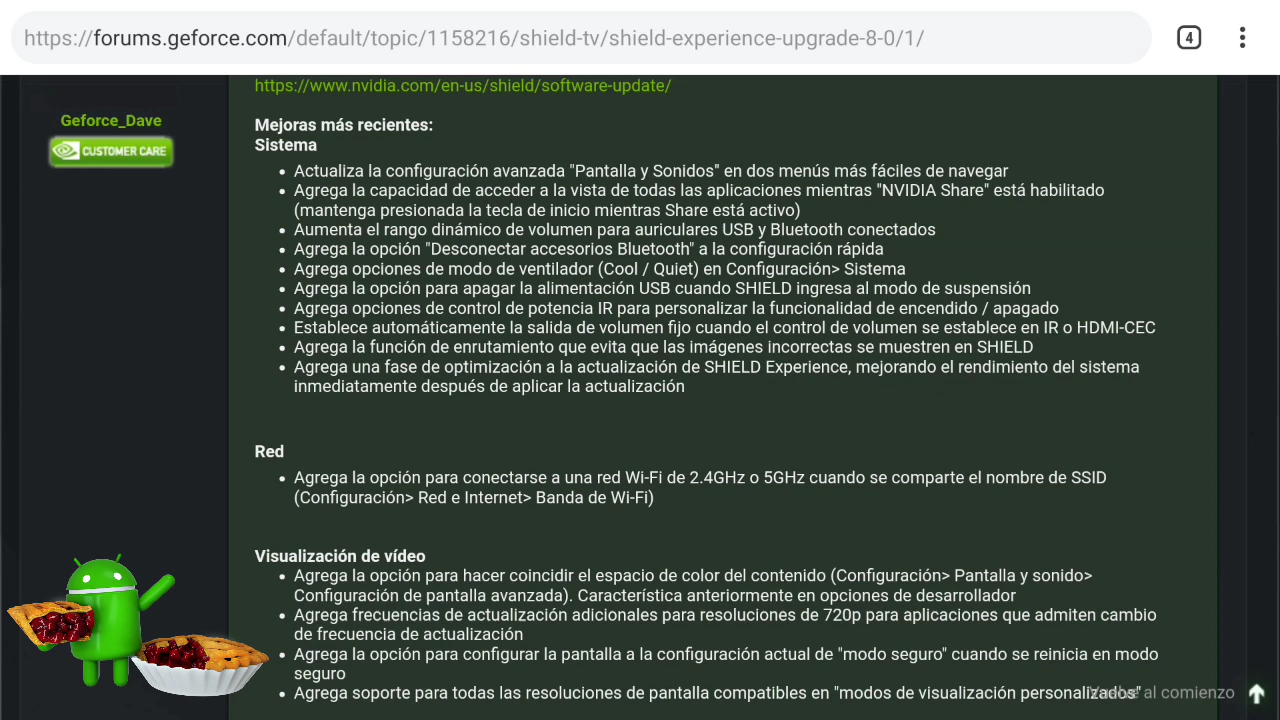 https://forums.geforce.com/default/topic/1158216/shield-tv/shield-experience-upgrade-8-0/1/
4
https://www.nvidia.com/en-us/shield/software-update/
Geforce_Dave
CUSTOMER CARE
Mejoras más recientes:
Sistema
• Actualiza la configuración avanzada "Pantalla y Sonidos" en dos menús más fáciles de navegar
• Agrega la capacidad de acceder a la vista de todas las aplicaciones mientras "NVIDIA Share" está habilitado
(mantenga presionada la tecla de inicio mientras Share está activo)
• Aumenta el rango dinámico de volumen para auriculares USB y Bluetooth conectados
• Agrega la opción "Desconectar accesorios Bluetooth" a la configuración rápida
• Agrega opciones de modo de ventilador (Cool / Quiet) en Configuración> Sistema
• Agrega la opción para apagar la alimentación USB cuando SHIELD ingresa al modo de suspensión
• Agrega opciones de control de potencia IR para personalizar la funcionalidad de encendido / apagado
• Establece automáticamente la salida de volumen fijo cuando el control de volumen se establece en IR o HDMI-CEC
• Agrega la función de enrutamiento que evita que las imágenes incorrectas se muestren en SHIELD
• Agrega una fase de optimización a la actualización de SHIELD Experience, mejorando el rendimiento del sistema
inmediatamente después de aplicar la actualización
Red
• Agrega la opción para conectarse a una red Wi-Fi de 2.4GHz o 5GHz cuando se comparte el nombre de SSID
(Configuración> Red e Internet> Banda de Wi-Fi)
Visualización de vídeo
• Agrega la opción para hacer coincidir el espacio de color del contenido (Configuración> Pantalla y sonido>
Configuración de pantalla avanzada). Característica anteriormente en opciones de desarrollador
• Agrega frecuencias de actualización adicionales para resoluciones de 720p para aplicaciones que admiten cambio
de frecuencia de actualización
• Agrega la opción para configurar la pantalla a la configuración actual de "modo seguro" cuando se reinicia en modo
seguro
• Agrega soporte para todas las resoluciones de pantalla compatibles en "modos de visualización personalizados"
al comienzo